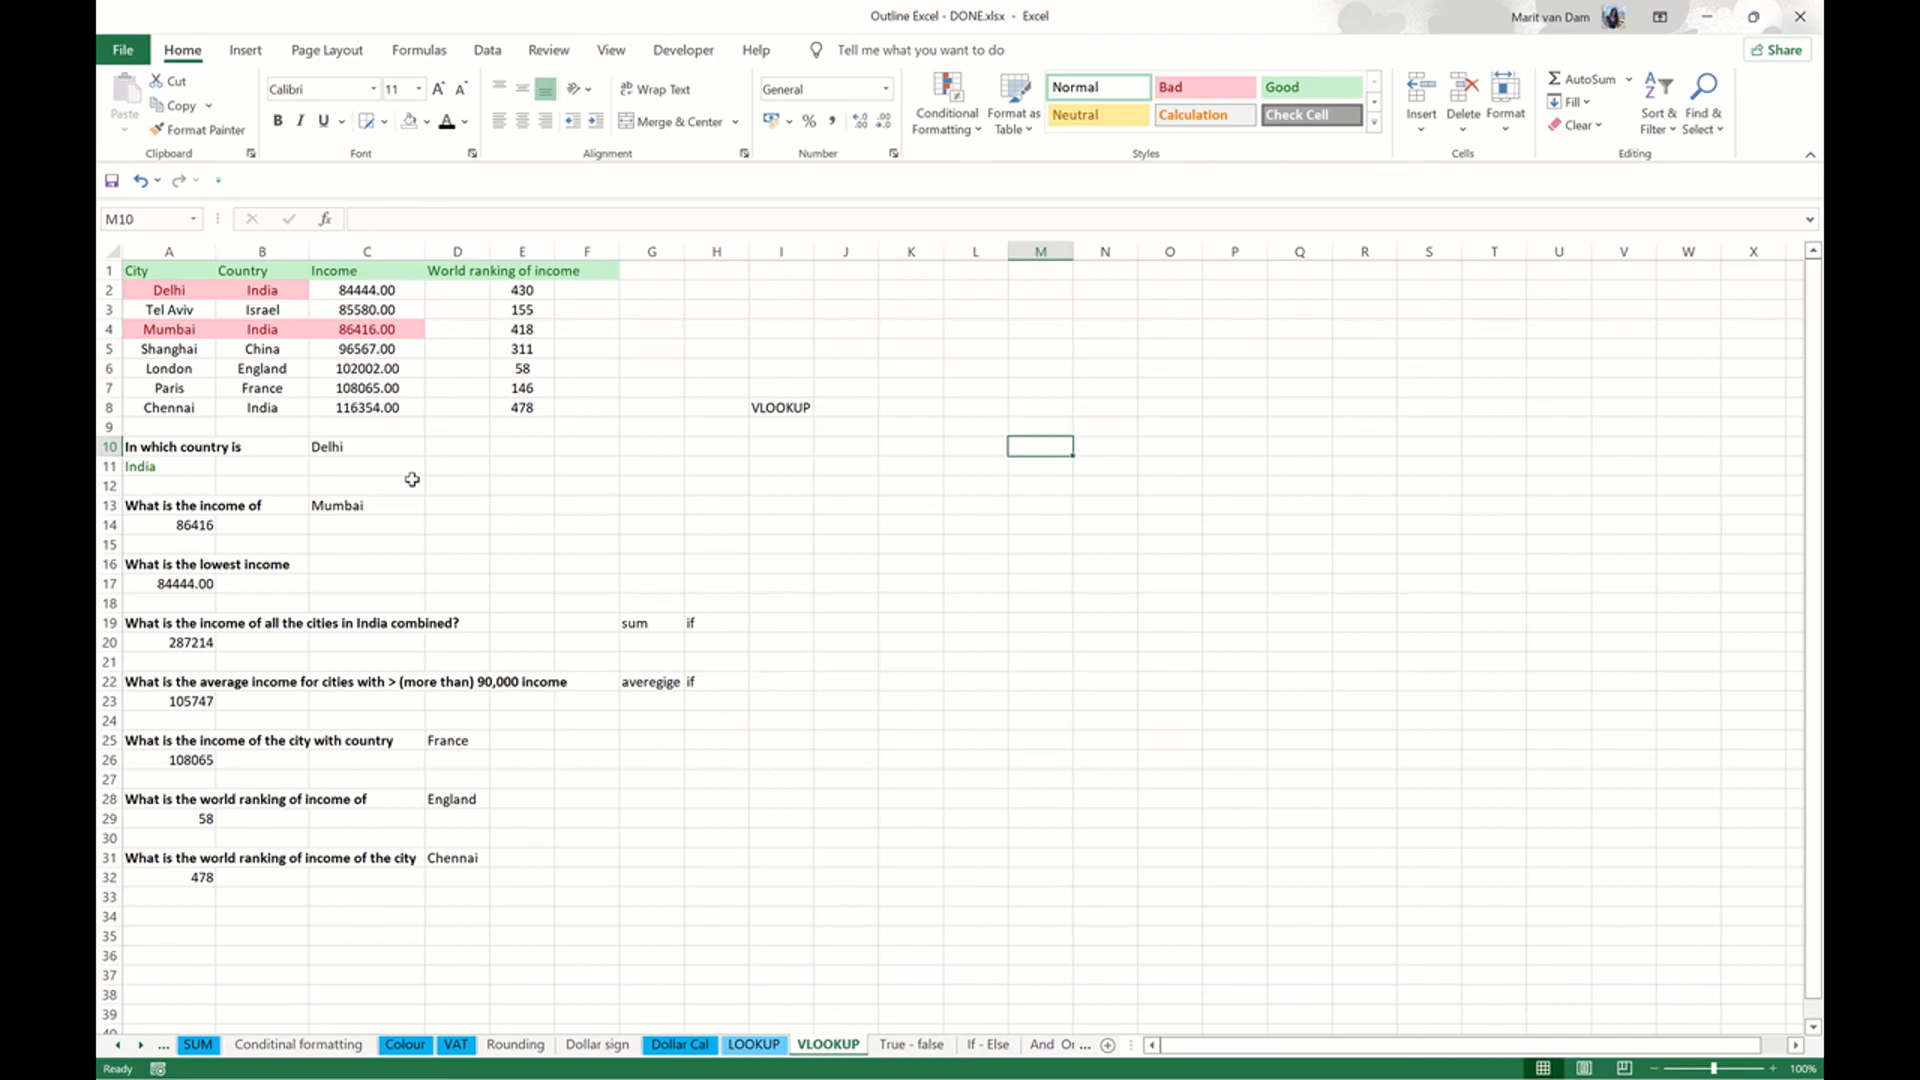 Outline Excel - DONE.xlsx - Excel
Marit van Dam
File Home Insert Page Layout Formulas Data Review View Developer Help Tell me what you want to do Share
Paste Cut Copy Format Painter
Calibri 11 A A
B I U A
Wrap Text
Merge & Center
General
% ,
Conditional Formatting
Format as Table
Normal Bad Good
Neutral Calculation Check Cell
Insert Delete Format
AutoSum
Fill
Clear
Sort & Filter
Find & Select
Clipboard Font Alignment Number Styles Cells Editing
M10 fx
A B C D E F G H I J K L M N O P Q R S T U V W X
1 City Country Income World ranking of income
2 Delhi India 84444.00 430
3 Tel Aviv Israel 85580.00 155
4 Mumbai India 86416.00 418
5 Shanghai China 96567.00 311
6 London England 102002.00 58
7 Paris France 108065.00 146
8 Chennai India 116354.00 478 VLOOKUP
9
10 In which country is Delhi
11 India
12
13 What is the income of Mumbai
14 86416
15
16 What is the lowest income
17 84444.00
18
19 What is the income of all the cities in India combined? sum if
20 287214
21
22 What is the average income for cities with > (more than) 90,000 income averegige if
23 105747
24
25 What is the income of the city with country France
26 108065
27
28 What is the world ranking of income of England
29 58
30
31 What is the world ranking of income of the city Chennai
32 478
33
34
35
36
37
38
39
... SUM Conditinal formatting Colour VAT Rounding Dollar sign Dollar Cal LOOKUP VLOOKUP True - false If - Else And Or ...
Ready 100%